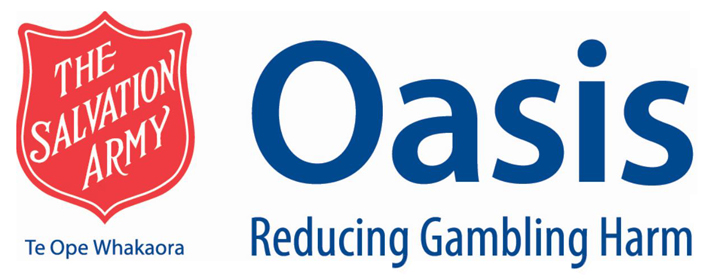 THE
SALVATION
ARMY
Te Ope Whakaora
Oasis
Reducing Gambling Harm